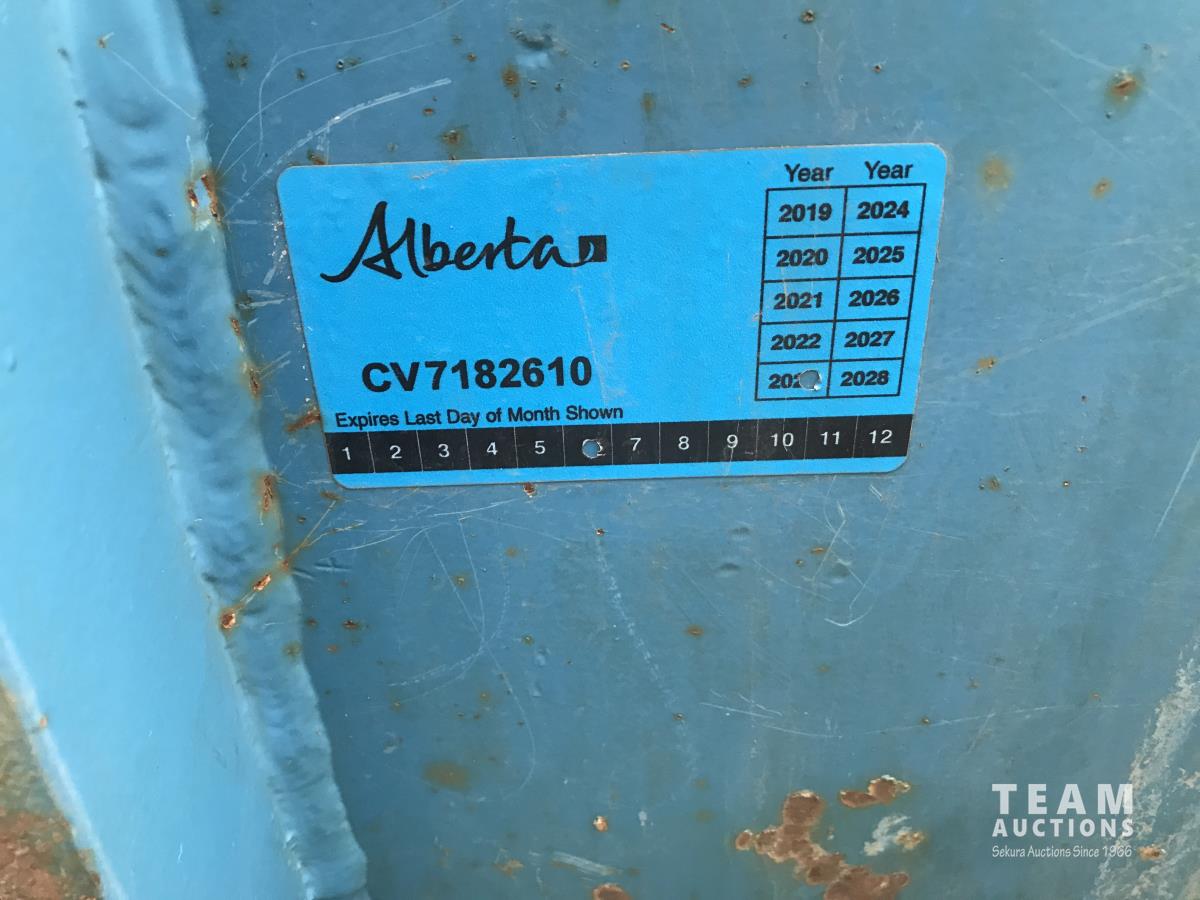 Alberta
Year Year
2019 2024
2020 2025
2021 2026
2022 2027
2028
CV7182610
Expires Last Day of Month Shown
1 2 3 4 5 7 8 9 10 11 12
TEAM
AUCTIONS
Sekura Auctions Since 1966